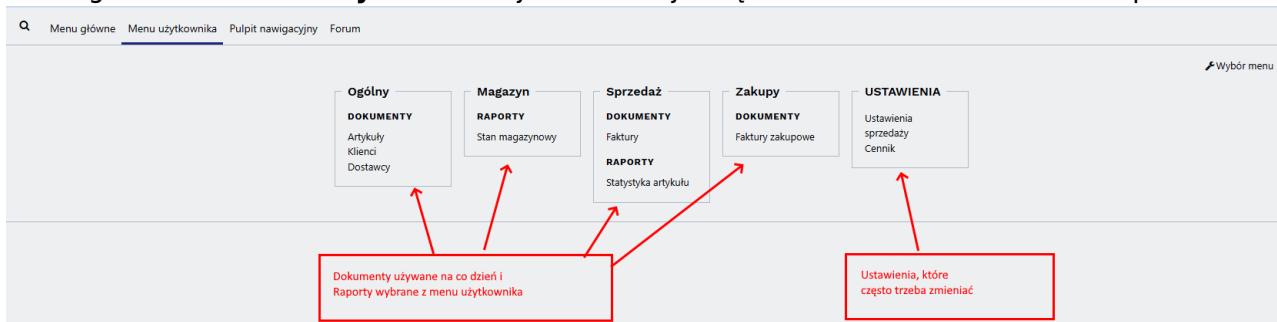 Menu główne Menu użytkownika Pulpit nawigacyjny Forum
Wybór menu
Ogólny
DOKUMENTY
Artykuły
Klienci
Dostawcy
Magazyn
RAPORTY
Stan magazynowy
Sprzedaż
DOKUMENTY
Faktury
RAPORTY
Statystyka artykułu
Zakupy
DOKUMENTY
Faktury zakupowe
USTAWIENIA
Ustawienia
sprzedaży
Cennik
Dokumenty używane na co dzień i
Raporty wybrane z menu użytkownika
Ustawienia, które
często trzeba zmieniać